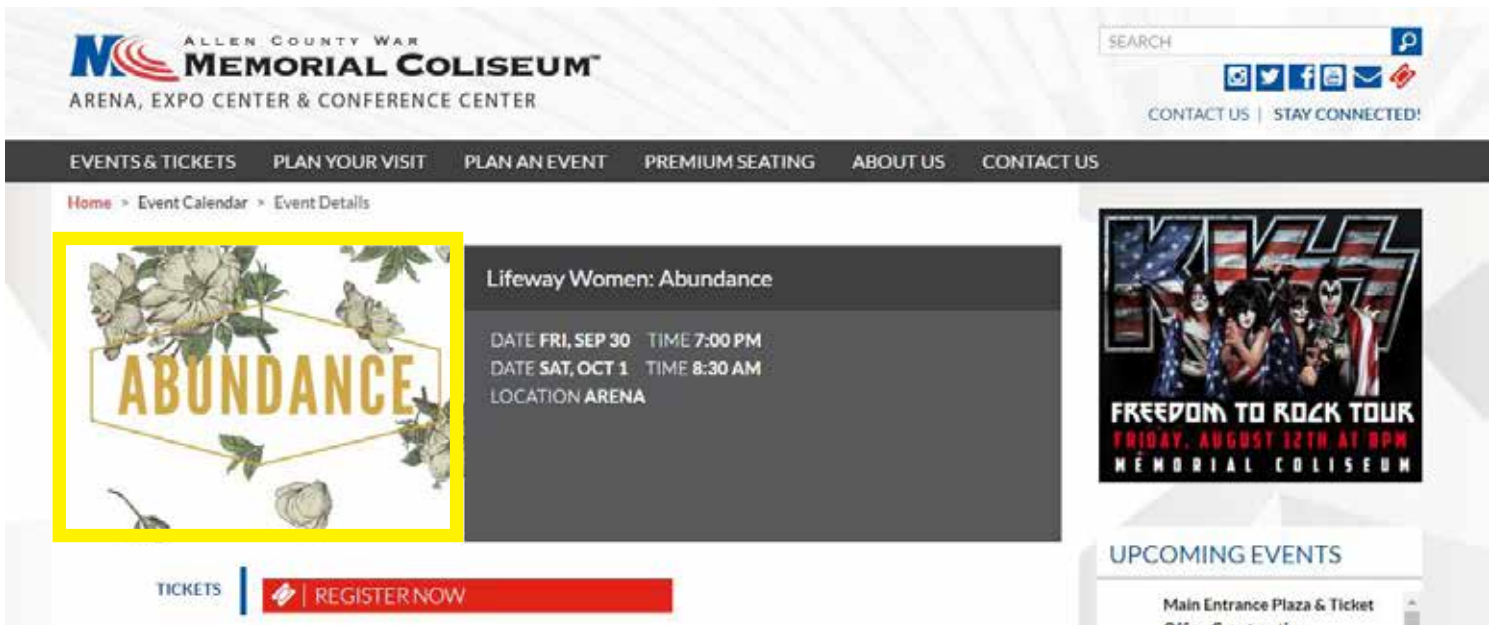 ALLEN COUNTY WAR
MEMORIAL COLISEUM™
ARENA, EXPO CENTER & CONFERENCE CENTER
SEARCH
CONTACT US | STAY CONNECTED!
EVENTS & TICKETS PLAN YOUR VISIT PLAN AN EVENT PREMIUM SEATING ABOUT US CONTACT US
Home > Event Calendar > Event Details
ABUNDANCE
Lifeway Women: Abundance
DATE FRI, SEP 30 TIME 7:00 PM
DATE SAT, OCT 1 TIME 8:30 AM
LOCATION ARENA
TICKETS
REGISTER NOW
KISS
FREEDOM TO ROCK TOUR
FRIDAY, AUGUST 12TH AT 8PM
MEMORIAL COLISEUM
UPCOMING EVENTS
Main Entrance Plaza & Ticket